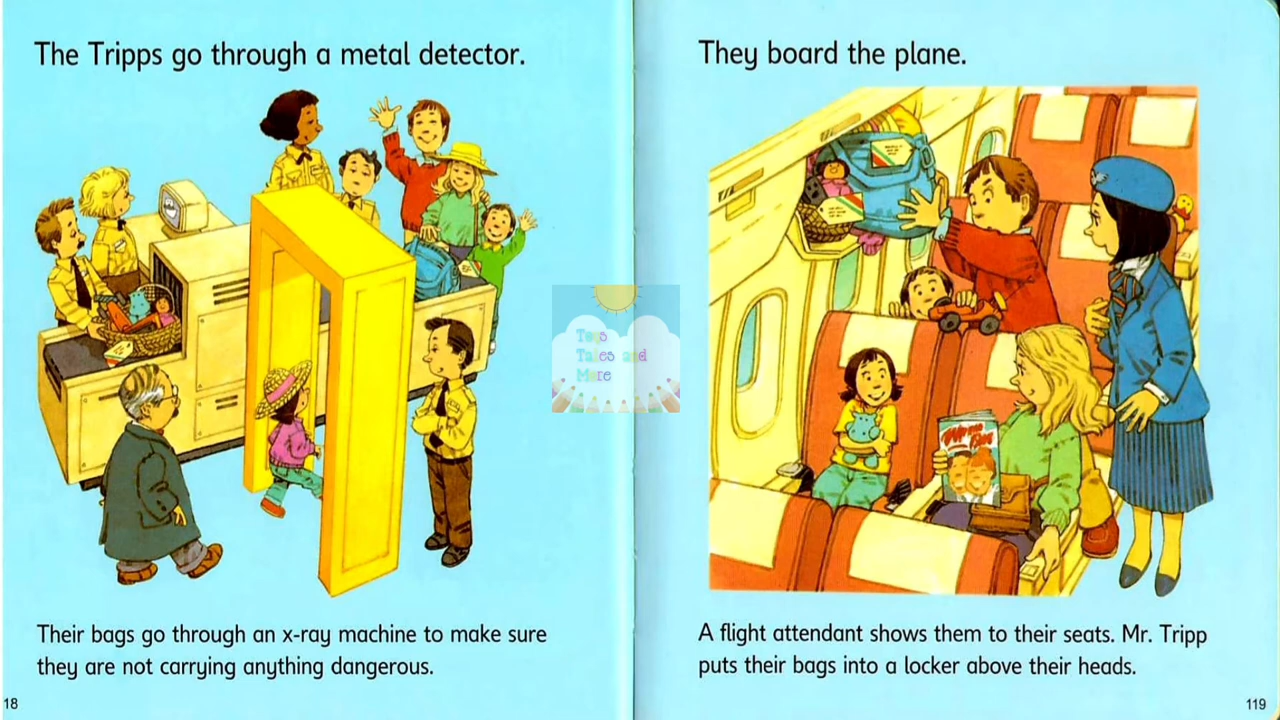 The Tripps go through a metal detector.
Their bags go through an x-ray machine to make sure
they are not carrying anything dangerous.
18
Toys
Tales and
More
They board the plane.
A flight attendant shows them to their seats. Mr. Tripp
puts their bags into a locker above their heads.
119